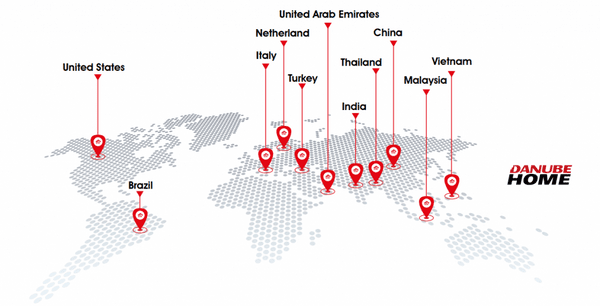 United Arab Emirates
Netherland
China
Italy
Thailand
Vietnam
United States
Turkey
Malaysia
India
Brazil
DANUBE
HOME